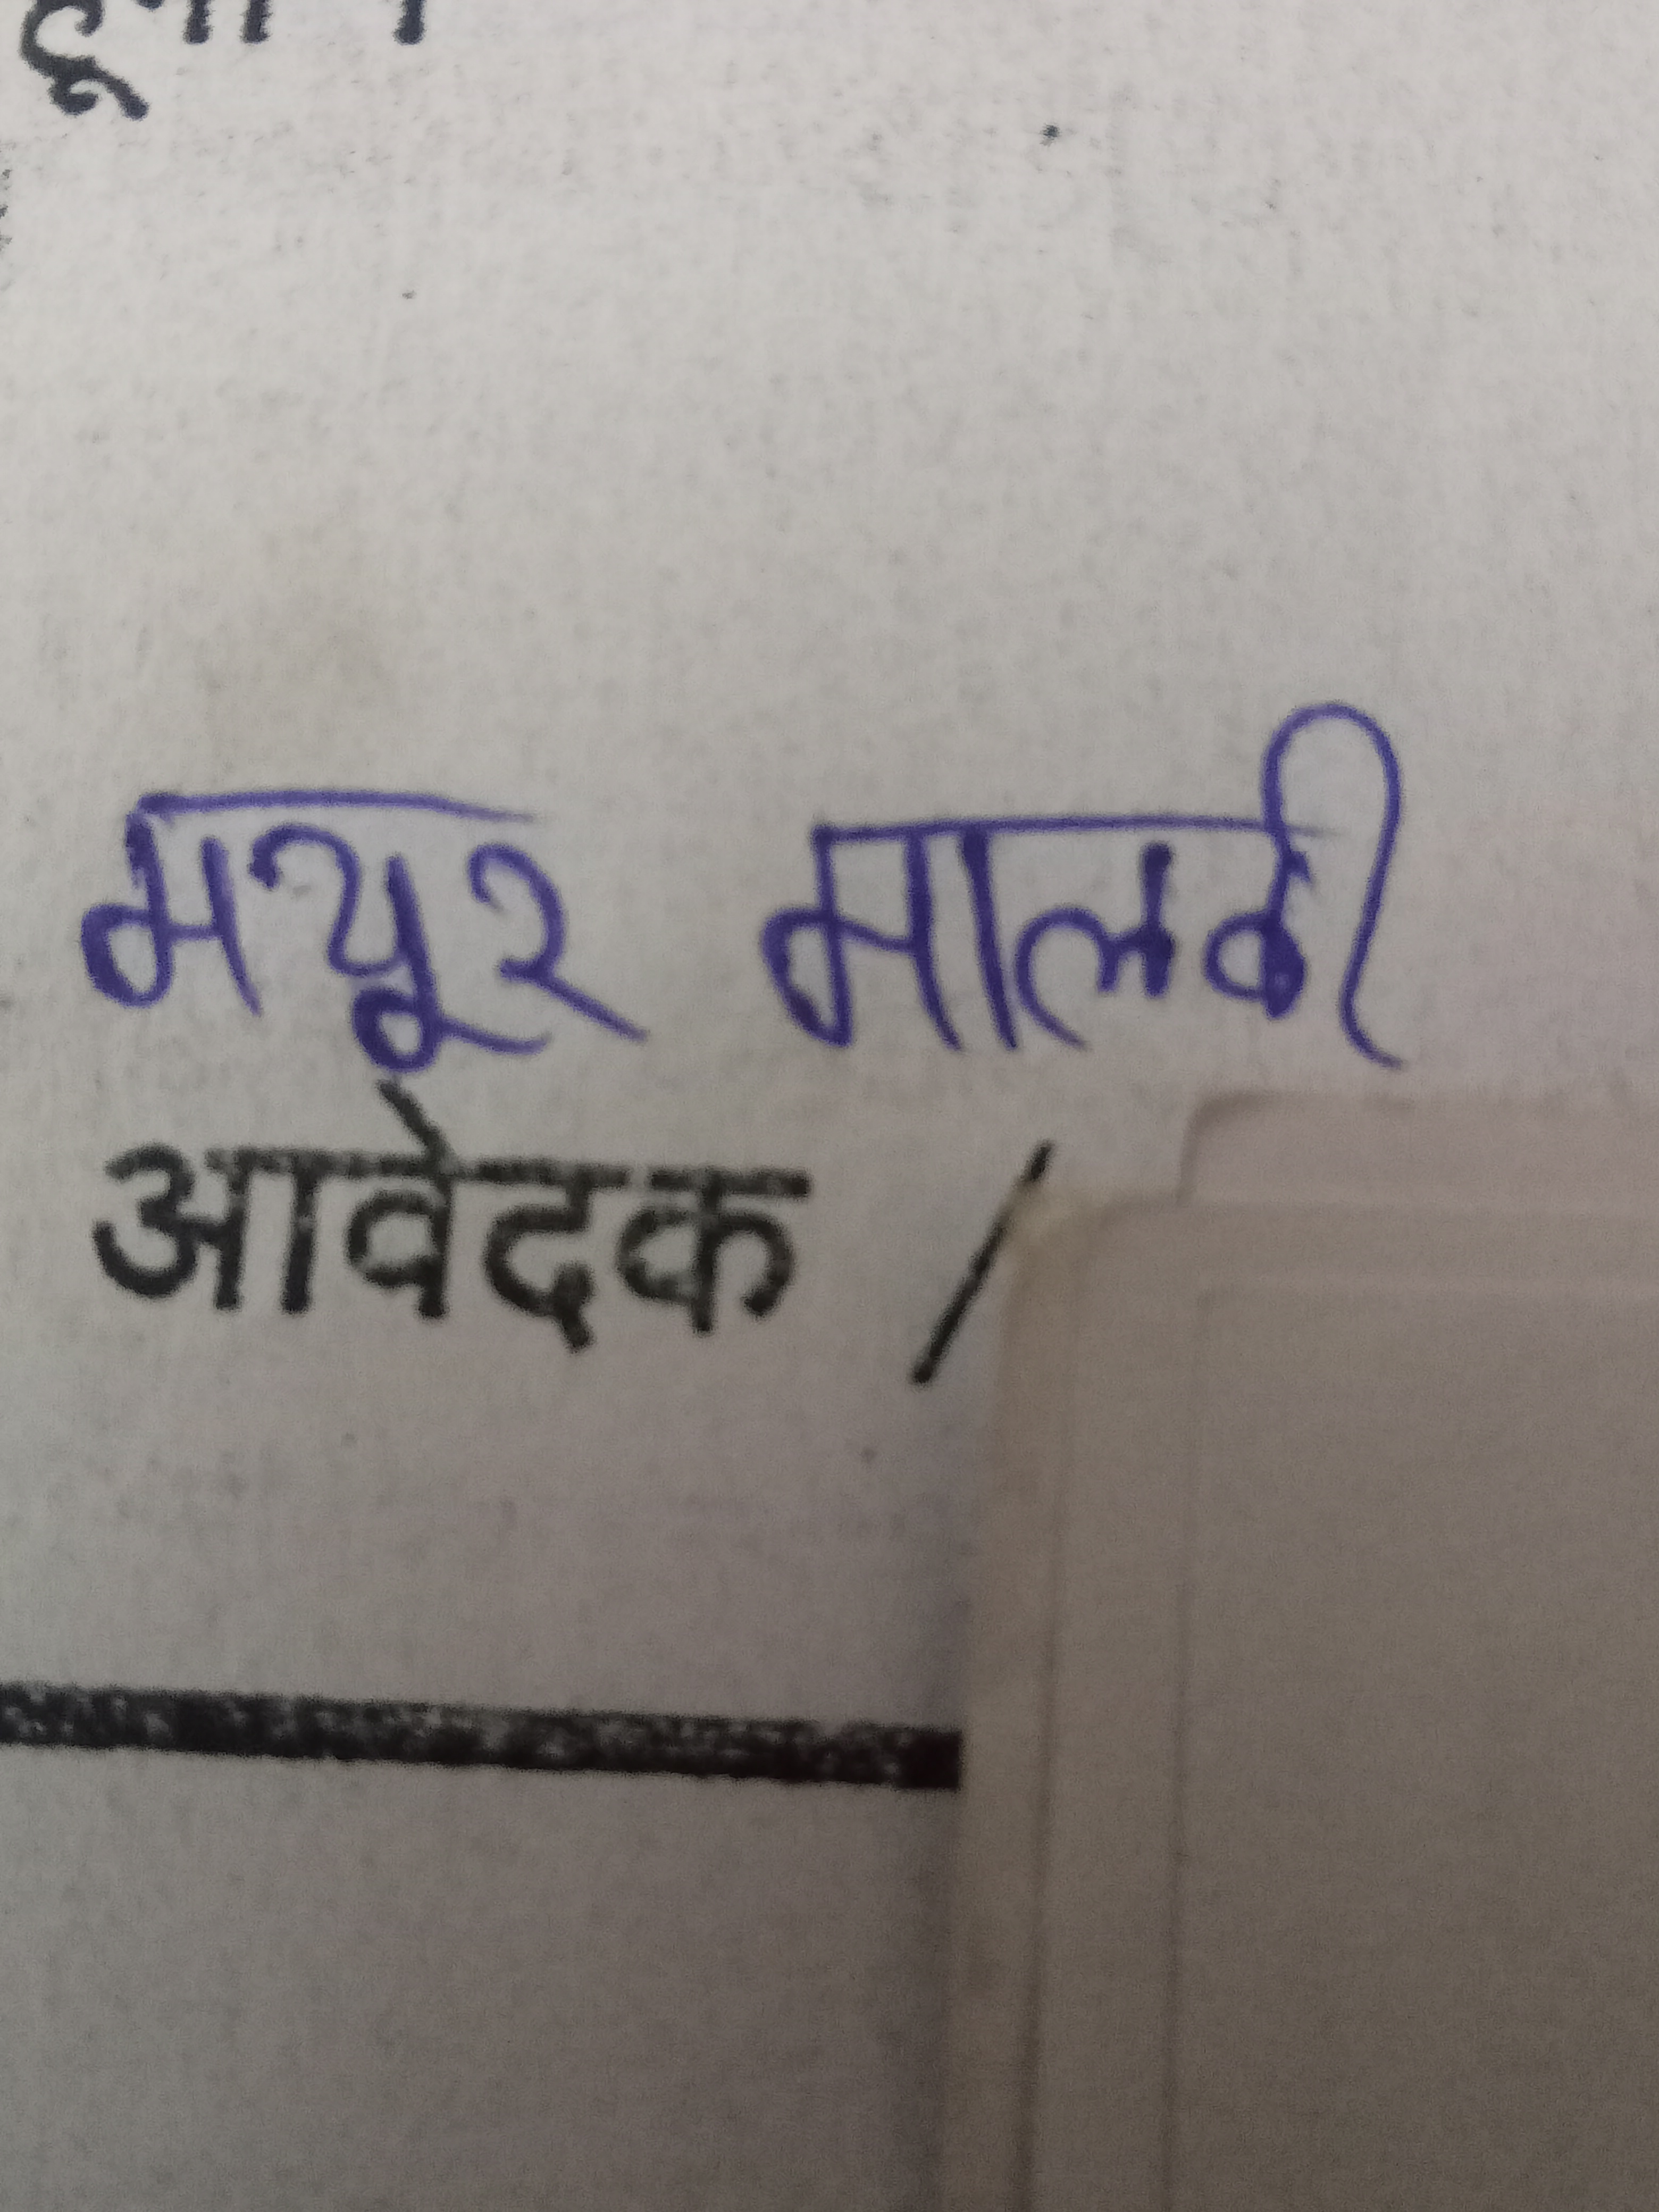 मयूर मालवी
आवेदक /